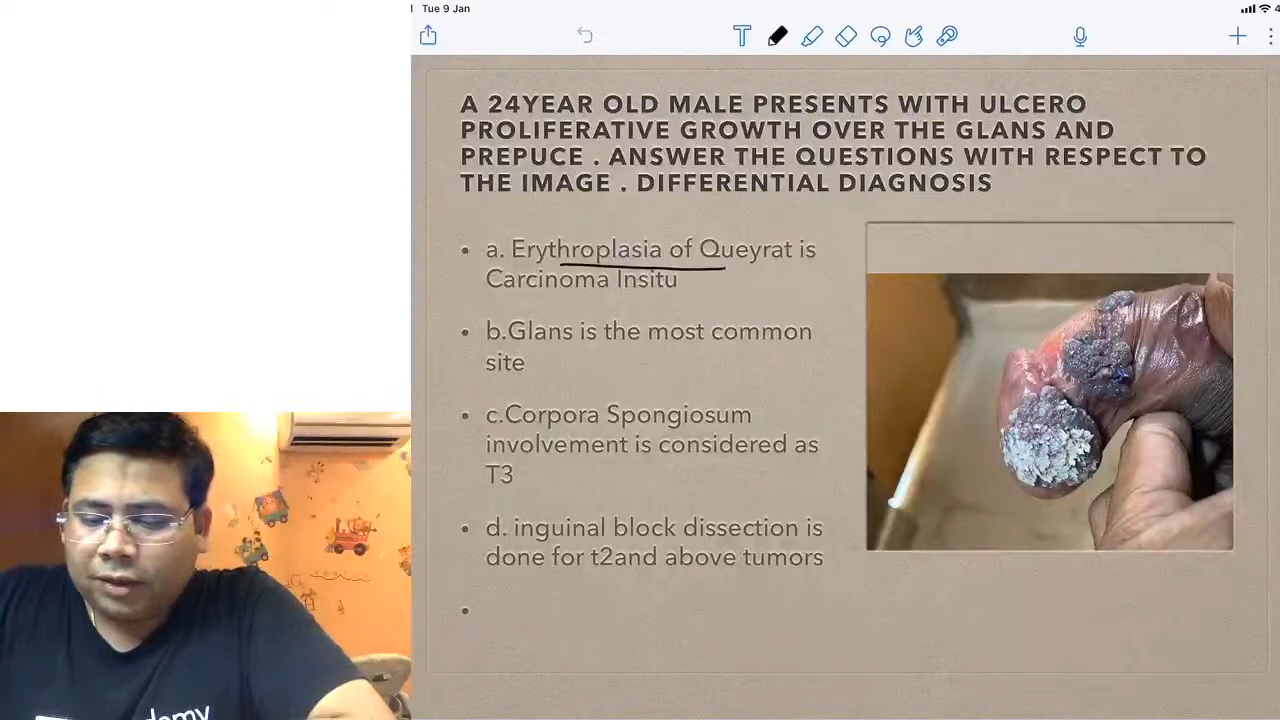 Tue 9 Jan
T
A 24YEAR OLD MALE PRESENTS WITH ULCERO
PROLIFERATIVE GROWTH OVER THE GLANS AND
PREPUCE . ANSWER THE QUESTIONS WITH RESPECT TO
THE IMAGE . DIFFERENTIAL DIAGNOSIS
• a. Erythroplasia of Queyrat is
Carcinoma Insitu
• b.Glans is the most common
site
• c.Corpora Spongiosum
involvement is considered as
T3
• d. inguinal block dissection is
done for t2and above tumors
•
demy